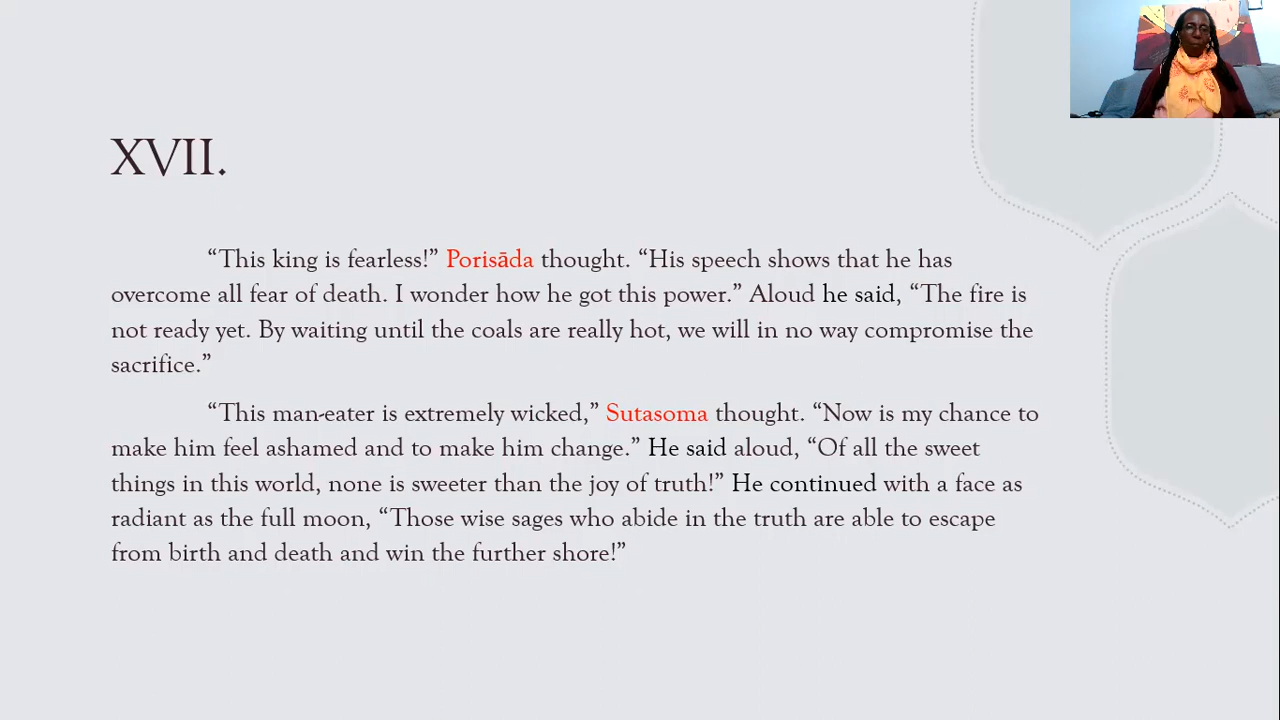 XVII.
“This king is fearless!” Porisāda thought. “His speech shows that he has
overcome all fear of death. I wonder how he got this power.” Aloud he said, “The fire is
not ready yet. By waiting until the coals are really hot, we will in no way compromise the
sacrifice.”
“This man-eater is extremely wicked,” Sutasoma thought. “Now is my chance to
make him feel ashamed and to make him change.” He said aloud, “Of all the sweet
things in this world, none is sweeter than the joy of truth!” He continued with a face as
radiant as the full moon, “Those wise sages who abide in the truth are able to escape
from birth and death and win the further shore!”